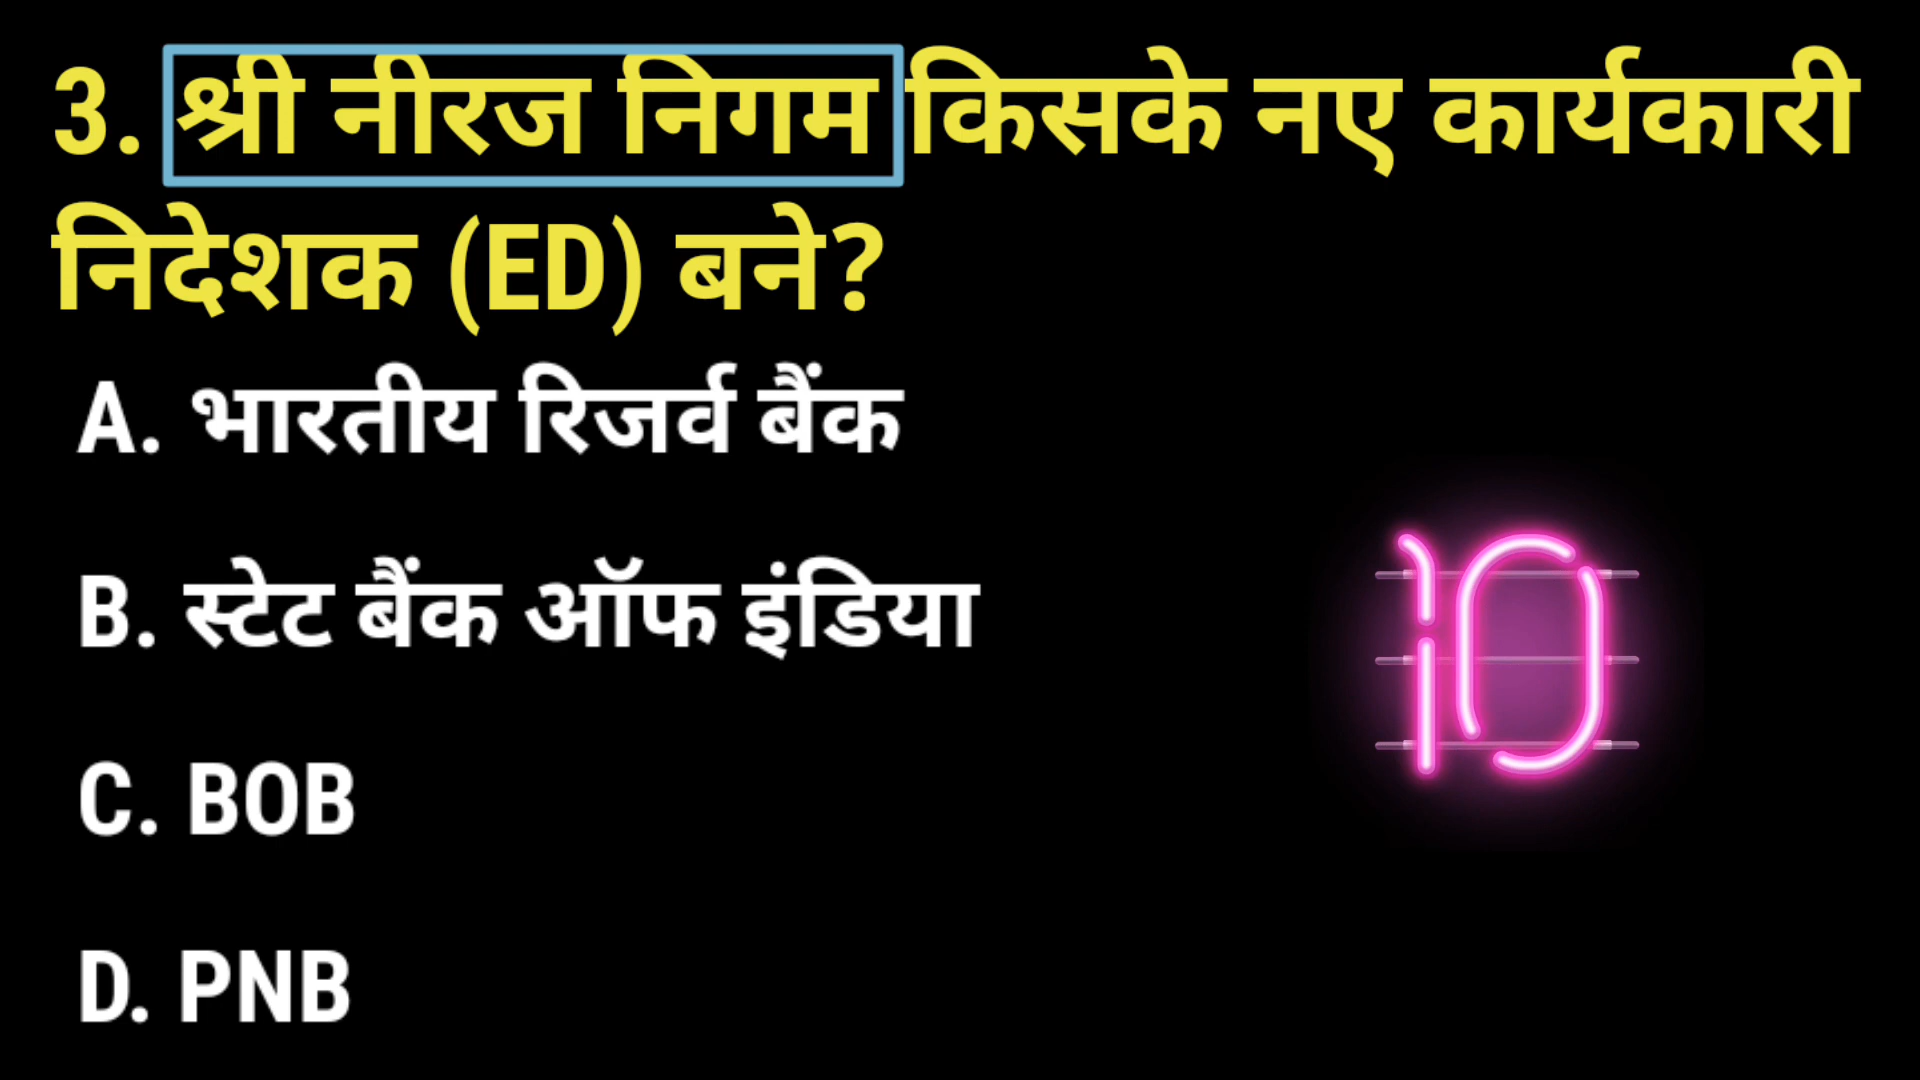 3. श्री नीरज निगम किसके नए कार्यकारी
निदेशक (ED) बने?
A. भारतीय रिजर्व बैंक
B. स्टेट बैंक ऑफ इंडिया
10
C. BOB
D. PNB